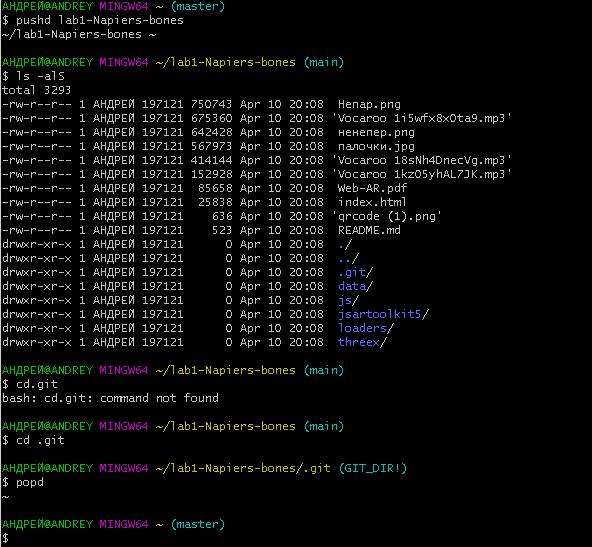 АНДРЕЙ@ANDREY MINGW64 ~ (master)
$ pushd lab1-Napiers-bones
~/lab1-Napiers-bones ~
АНДРЕЙ@ANDREY MINGW64 ~/lab1-Napiers-bones (main)
$ ls -alS
total 3293
-rw-r--r-- 1 АНДРЕЙ 197121 750743 Apr 10 20:08  Непар.png
-rw-r--r-- 1 АНДРЕЙ 197121 675360 Apr 10 20:08 'Vocaroo 1i5wfx8x0ta9.mp3'
-rw-r--r-- 1 АНДРЕЙ 197121 642428 Apr 10 20:08  ненепер.png
-rw-r--r-- 1 АНДРЕЙ 197121 567973 Apr 10 20:08  палочки.jpg
-rw-r--r-- 1 АНДРЕЙ 197121 414144 Apr 10 20:08 'Vocaroo 18sNh4DnecVg.mp3'
-rw-r--r-- 1 АНДРЕЙ 197121 152928 Apr 10 20:08 'Vocaroo 1kzO5yhAL7JK.mp3'
-rw-r--r-- 1 АНДРЕЙ 197121  85658 Apr 10 20:08  Web-AR.pdf
-rw-r--r-- 1 АНДРЕЙ 197121  25838 Apr 10 20:08  index.html
-rw-r--r-- 1 АНДРЕЙ 197121    636 Apr 10 20:08 'qrcode (1).png'
-rw-r--r-- 1 АНДРЕЙ 197121    523 Apr 10 20:08  README.md
drwxr-xr-x 1 АНДРЕЙ 197121      0 Apr 10 20:08  ./
drwxr-xr-x 1 АНДРЕЙ 197121      0 Apr 10 20:08  ../
drwxr-xr-x 1 АНДРЕЙ 197121      0 Apr 10 20:08  .git/
drwxr-xr-x 1 АНДРЕЙ 197121      0 Apr 10 20:08  data/
drwxr-xr-x 1 АНДРЕЙ 197121      0 Apr 10 20:08  js/
drwxr-xr-x 1 АНДРЕЙ 197121      0 Apr 10 20:08  jsartoolkit5/
drwxr-xr-x 1 АНДРЕЙ 197121      0 Apr 10 20:08  loaders/
drwxr-xr-x 1 АНДРЕЙ 197121      0 Apr 10 20:08  threex/
АНДРЕЙ@ANDREY MINGW64 ~/lab1-Napiers-bones (main)
$ cd.git
bash: cd.git: command not found
АНДРЕЙ@ANDREY MINGW64 ~/lab1-Napiers-bones (main)
$ cd .git
АНДРЕЙ@ANDREY MINGW64 ~/lab1-Napiers-bones/.git (GIT_DIR!)
$ popd
~
АНДРЕЙ@ANDREY MINGW64 ~ (master)
$